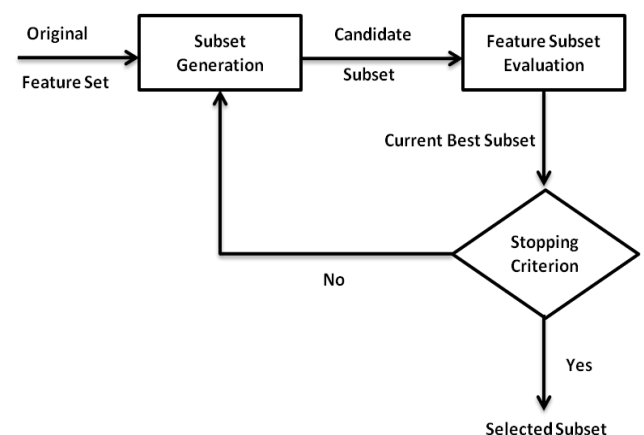 Original
Feature Set
Subset
Generation
Candidate
Subset
Feature Subset
Evaluation
Current Best Subset
Stopping
Criterion
No
Yes
Selected Subset